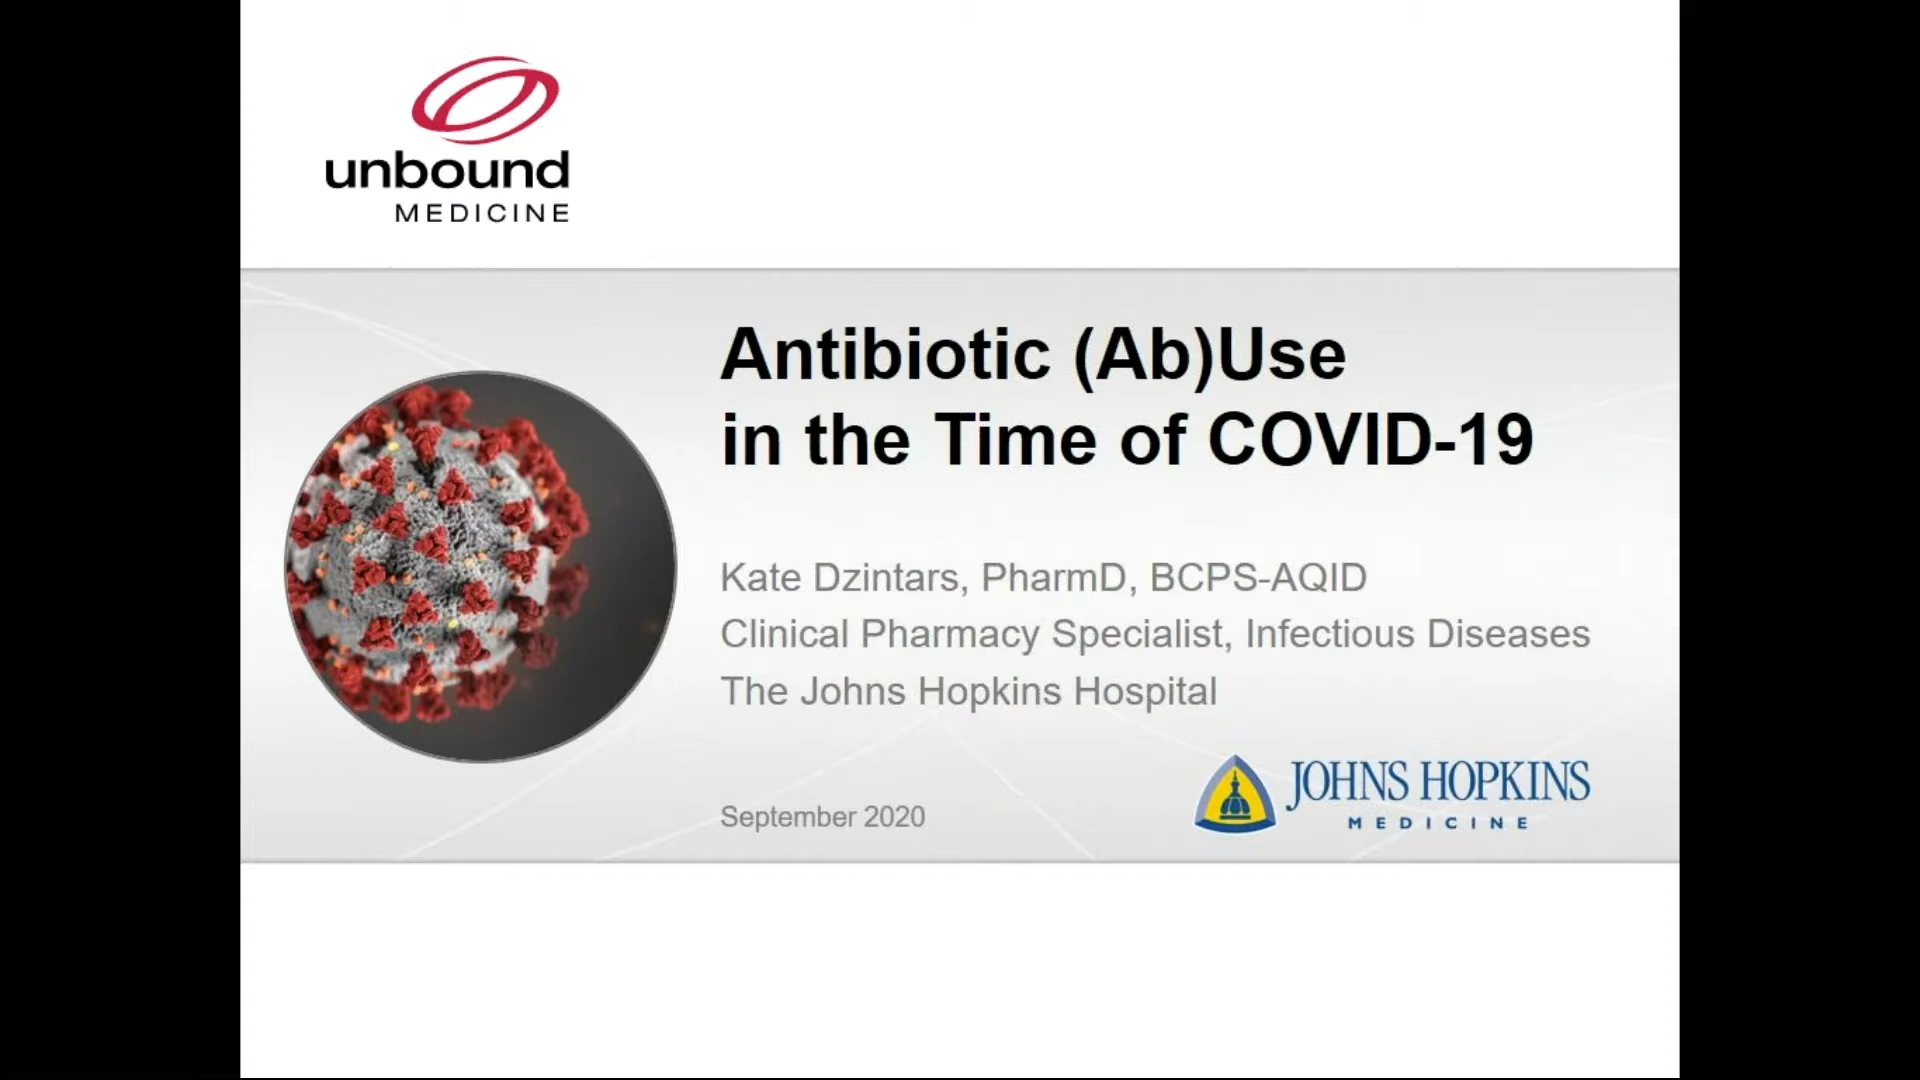 unbound
MEDICINE
Antibiotic (Ab)Use
in the Time of COVID-19
Kate Dzintars, PharmD, BCPS-AQID
Clinical Pharmacy Specialist, Infectious Diseases
The Johns Hopkins Hospital
September 2020
JOHNS HOPKINS
MEDICINE